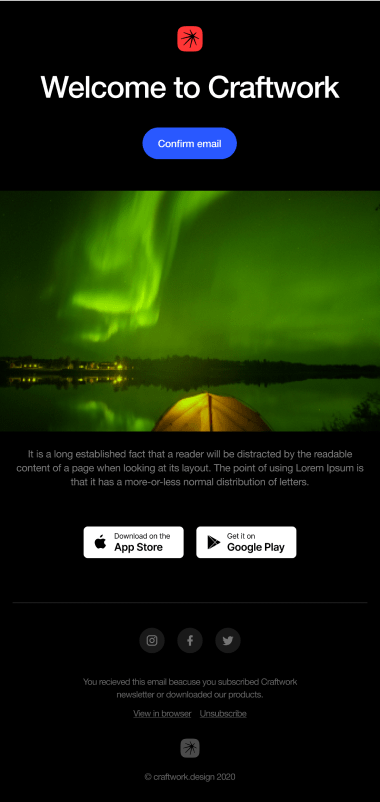 Welcome to Craftwork
Confirm email
It is a long established fact that a reader will be distracted by the readable
content of a page when looking at its layout. The point of using Lorem Ipsum is
that it has a more-or-less normal distribution of letters.
Download on the
App Store
Get it on
Google Play
You recieved this email beacuse you subscribed Craftwork
newsletter or downloaded our products.
View in browser Unsubscribe
© craftwork.design 2020